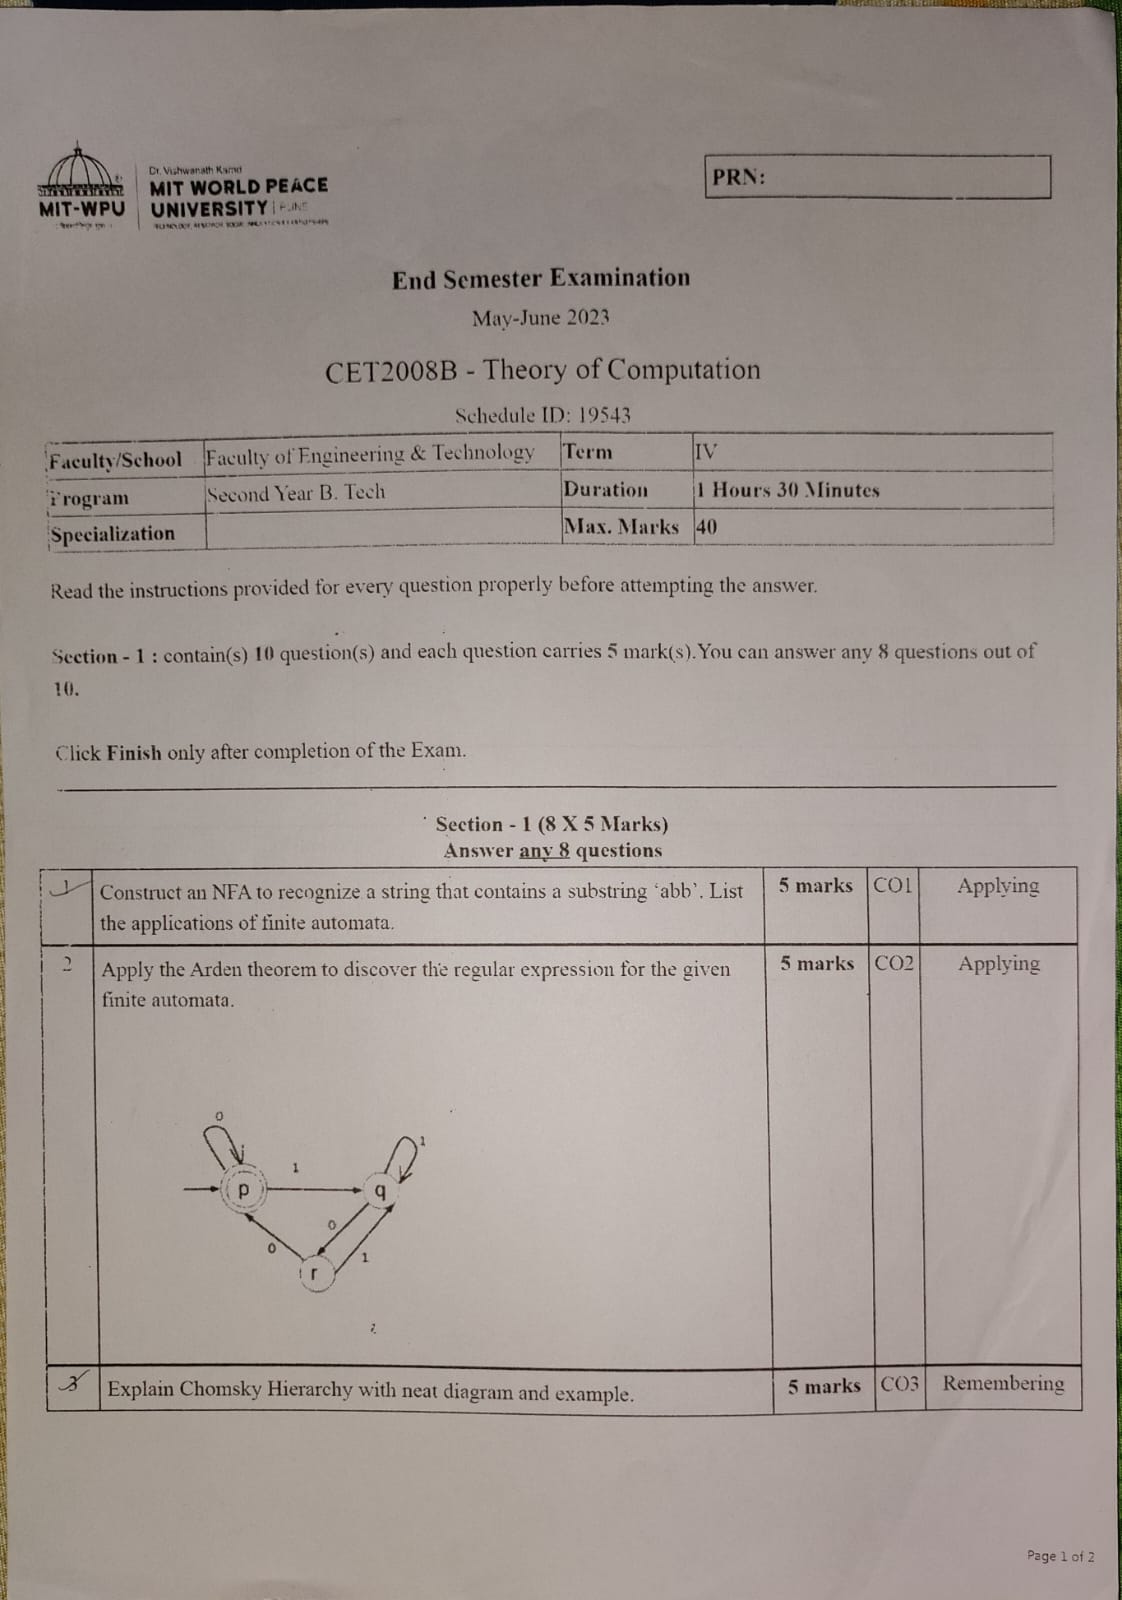 Dr. Vishwanath Karad
MIT WORLD PEACE
UNIVERSITY | PUNE
MIT-WPU
PRN:
End Semester Examination
May-June 2023
CET2008B - Theory of Computation
Schedule ID: 19543
Faculty/School Faculty of Engineering & Technology Term IV
Program Second Year B. Tech Duration 1 Hours 30 Minutes
Specialization Max. Marks 40
Read the instructions provided for every question properly before attempting the answer.
Section - 1 : contain(s) 10 question(s) and each question carries 5 mark(s).You can answer any 8 questions out of
10.
Click Finish only after completion of the Exam.
Section - 1 (8 X 5 Marks)
Answer any 8 questions
1 Construct an NFA to recognize a string that contains a substring ‘abb’. List 5 marks CO1 Applying
the applications of finite automata.
2 Apply the Arden theorem to discover the regular expression for the given 5 marks CO2 Applying
finite automata.
0
1
1
p
q
0
0
1
r
3 Explain Chomsky Hierarchy with neat diagram and example. 5 marks CO3 Remembering
Page 1 of 2